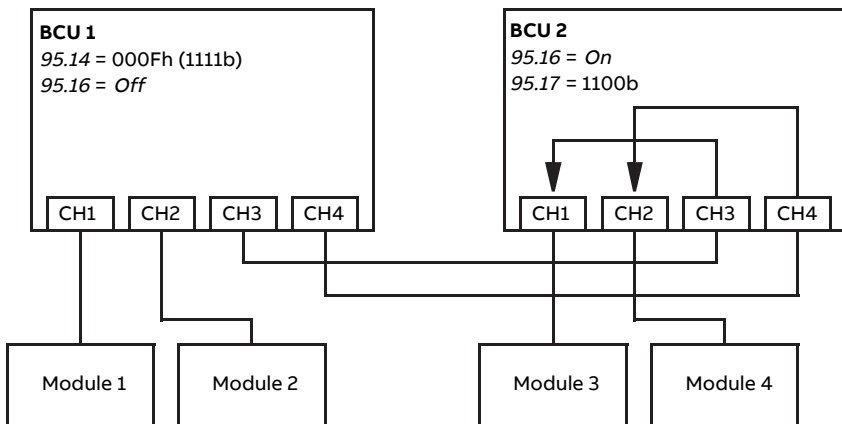 BCU 1
95.14 = 000Fh (1111b)
95.16 = Off
CH1
CH2
CH3
CH4
BCU 2
95.16 = On
95.17 = 1100b
CH1
CH2
CH3
CH4
Module 1
Module 2
Module 3
Module 4